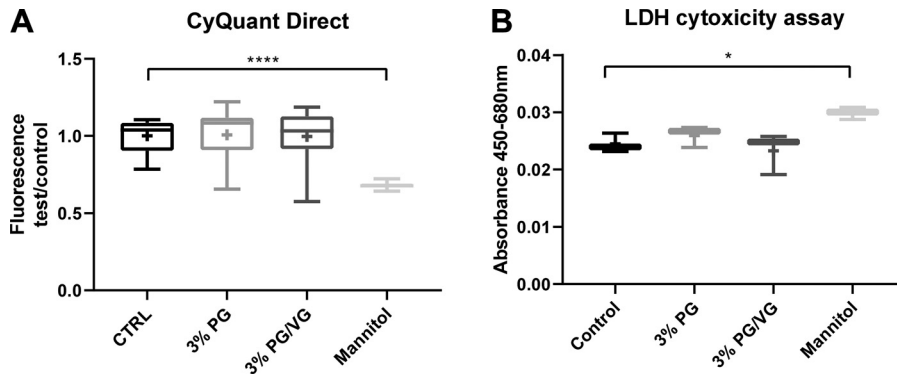 A
CyQuant Direct
Fluorescence
test/control
1.5
1.0
0.5
0.0
****
CTRL
3% PG
3% PG/VG
Mannitol
B
LDH cytoxicity assay
Absorbance 450-680nm
0.04
0.03
0.02
0.01
0.00
*
Control
3% PG
3% PG/VG
Mannitol